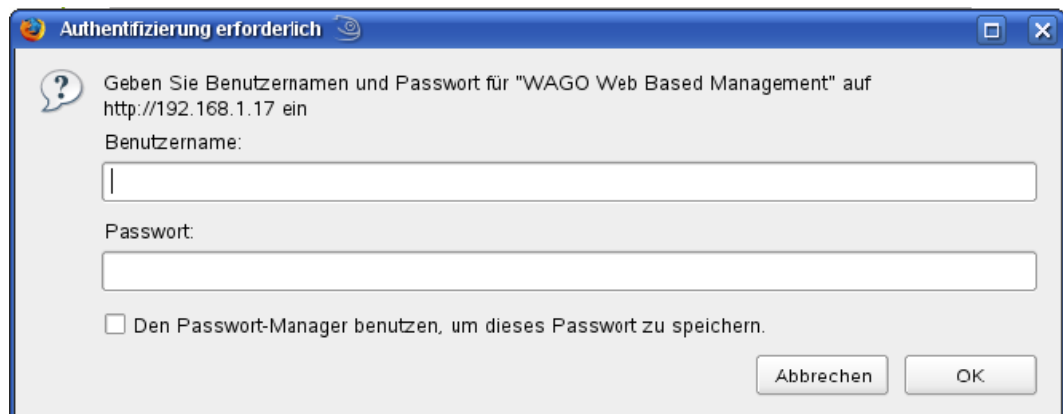 Authentifizierung erforderlich
Geben Sie Benutzernamen und Passwort für "WAGO Web Based Management" auf
http://192.168.1.17 ein
Benutzername:
Passwort:
Den Passwort-Manager benutzen, um dieses Passwort zu speichern.
Abbrechen
OK